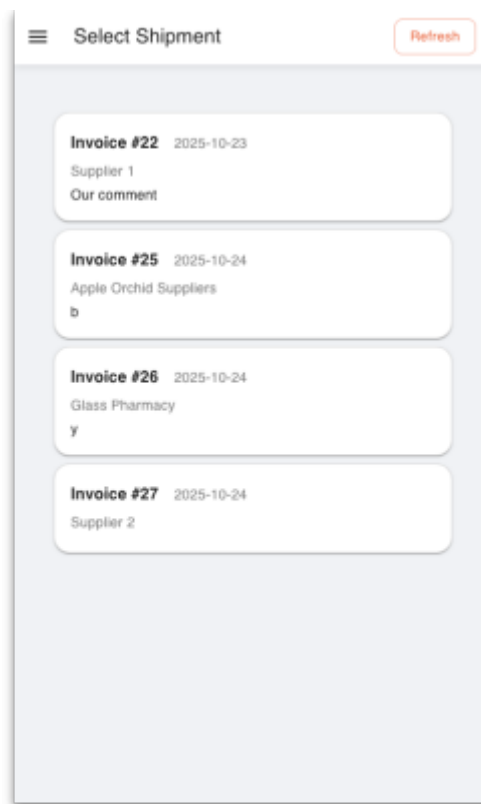 Select Shipment
Refresh
Invoice #22 2025-10-23
Supplier 1
Our comment
Invoice #25 2025-10-24
Apple Orchid Suppliers
b
Invoice #26 2025-10-24
Glass Pharmacy
y
Invoice #27 2025-10-24
Supplier 2